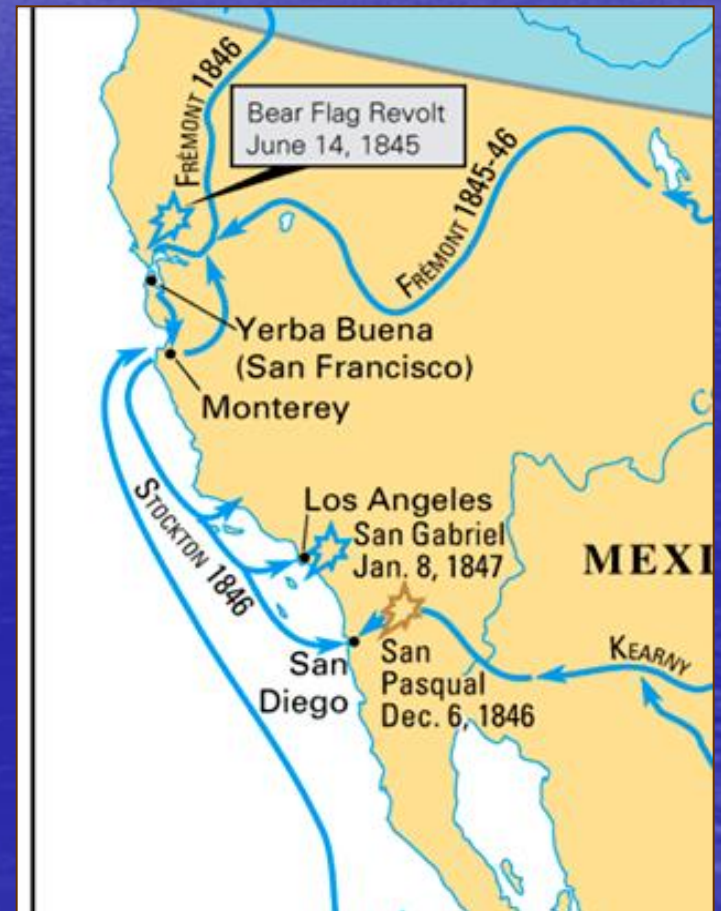 FRÉMONT 1846
Bear Flag Revolt
June 14, 1845
FRÉMONT 1845-46
Yerba Buena
(San Francisco)
Monterey
STOCKTON 1846
Los Angeles
San Gabriel
Jan. 8, 1847
MEXI
KEARNY
San
Diego
San
Pasqual
Dec. 6, 1846